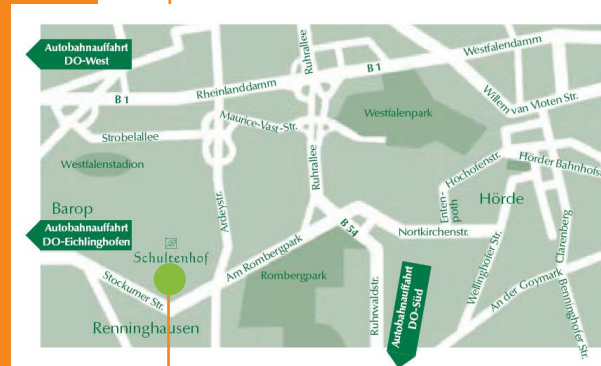 Autobahnauffahrt
DO-West
B 1
Rheinlanddamm
Ruhrallee
B 1
Westfalendamm
Willem van Vloten Str.
Maurice-Vast-Str.
Westfalenpark
Strobelallee
Westfalenstadion
Ardeystr.
Ruhrallee
Hochofenstr.
Hörder Bahnhofs
Barop
Enten-
poth
Hörde
Autobahnauffahrt
DO-Eichlinghofen
Schultenhof
B 54
Nortkirchenstr.
Clarenberg
Am Rombergpark
Rombergpark
Wellinghofer Str.
Stockumer Str.
Ruhrwaldstr.
Autobahnauffahrt
DO-Süd
An der Goymark
Benninghofer Str.
Renninghausen